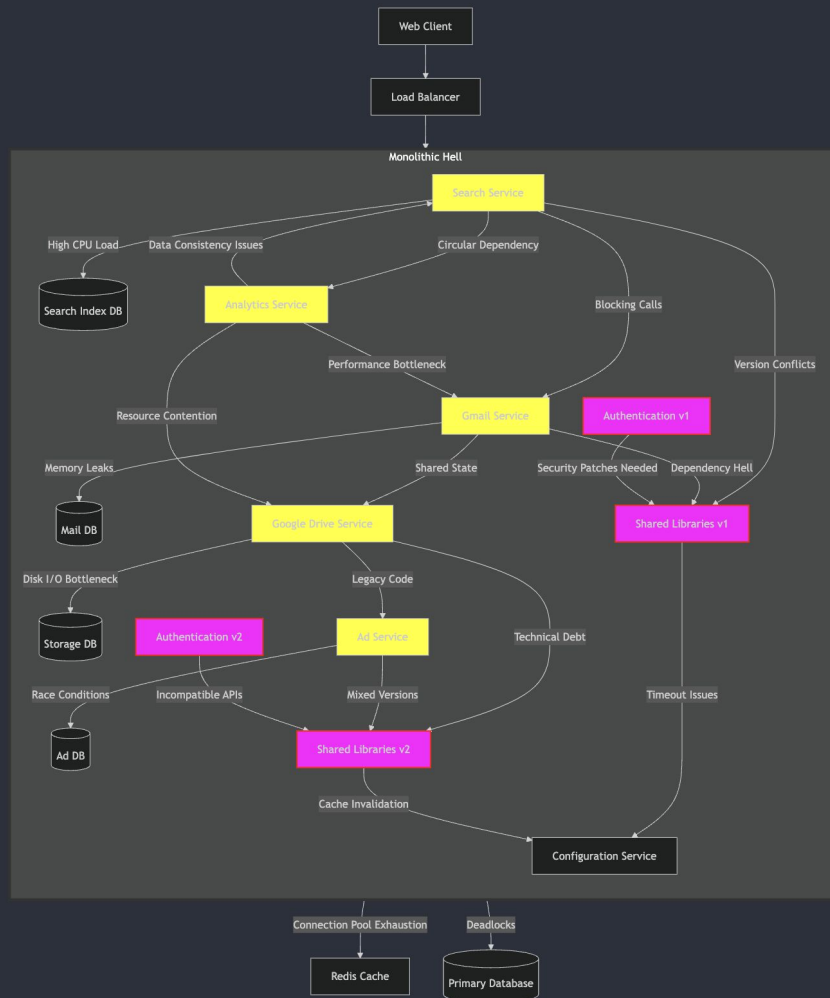 Web Client
Load Balancer
Monolithic Hell
Search Service
High CPU Load
Data Consistency Issues
Circular Dependency
Search Index DB
Analytics Service
Blocking Calls
Performance Bottleneck
Version Conflicts
Resource Contention
Gmail Service
Authentication v1
Memory Leaks
Shared State
Security Patches Needed
Dependency Hell
Mail DB
Google Drive Service
Shared Libraries v1
Disk I/O Bottleneck
Legacy Code
Storage DB
Authentication v2
Ad Service
Technical Debt
Race Conditions
Incompatible APIs
Mixed Versions
Timeout Issues
Ad DB
Shared Libraries v2
Cache Invalidation
Configuration Service
Connection Pool Exhaustion
Deadlocks
Redis Cache
Primary Database